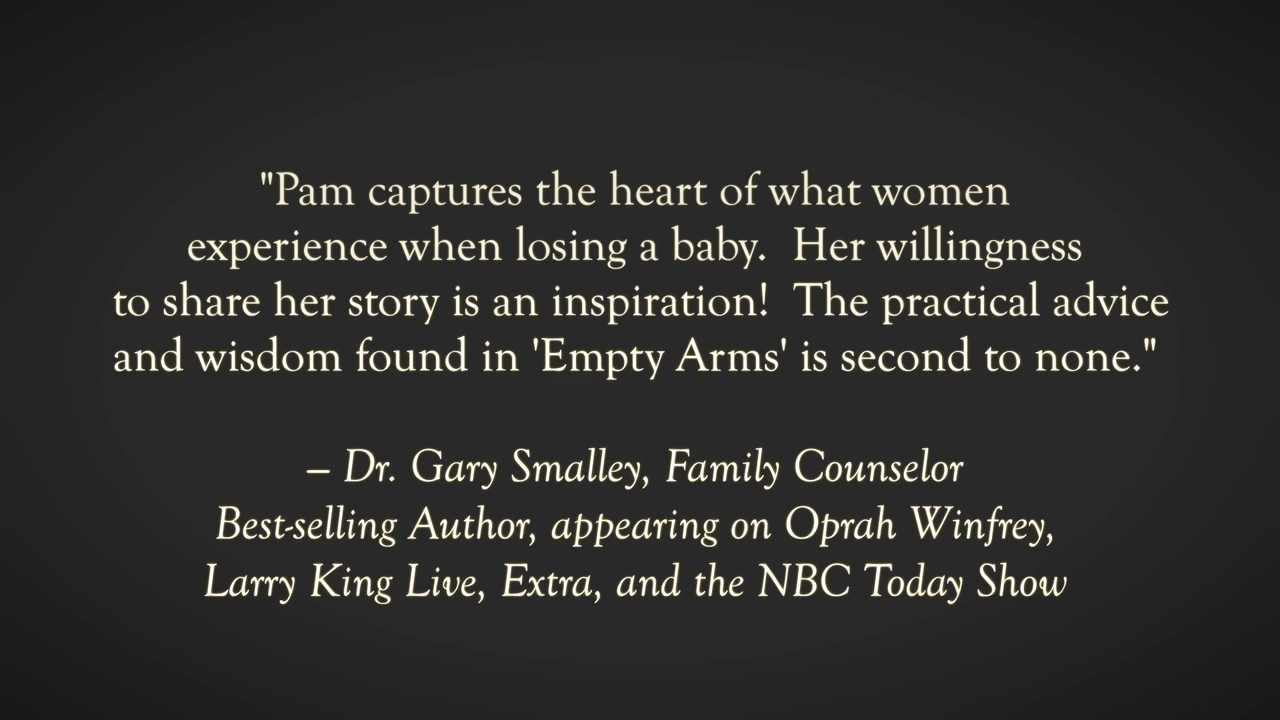 "Pam captures the heart of what women
experience when losing a baby.  Her willingness
to share her story is an inspiration!  The practical advice
and wisdom found in 'Empty Arms' is second to none."
– Dr. Gary Smalley, Family Counselor
Best-selling Author, appearing on Oprah Winfrey,
Larry King Live, Extra, and the NBC Today Show